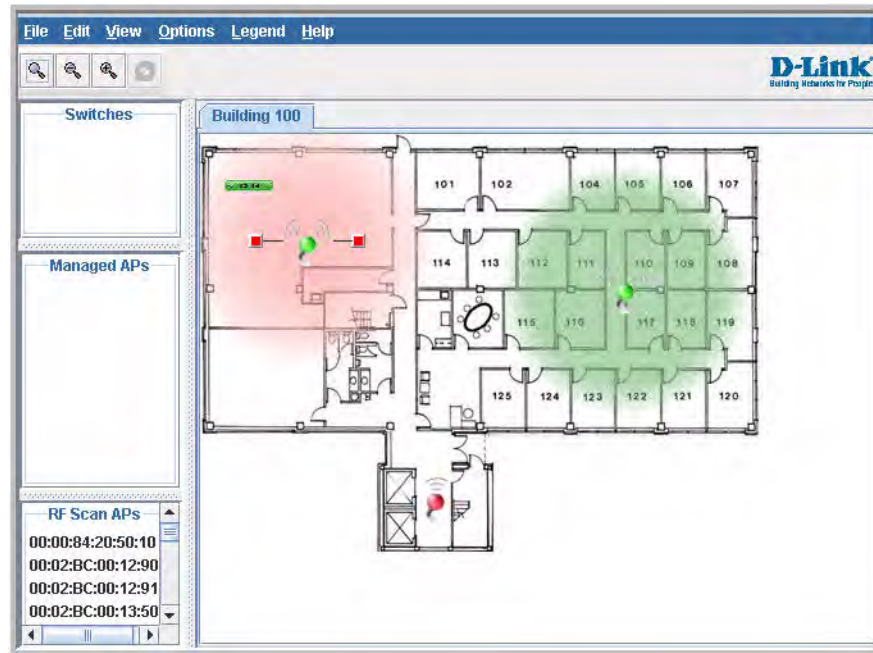 File Edit View Options Legend Help
D-Link
Building Networks for People
Switches
Building 100
101 102 104 105 106 107
114 113 112 111 110 109 108
115 116 117 118 119
125 124 123 122 121 120
Managed APs
RF Scan APs
00:00:84:20:50:10
00:02:BC:00:12:90
00:02:BC:00:12:91
00:02:BC:00:13:50